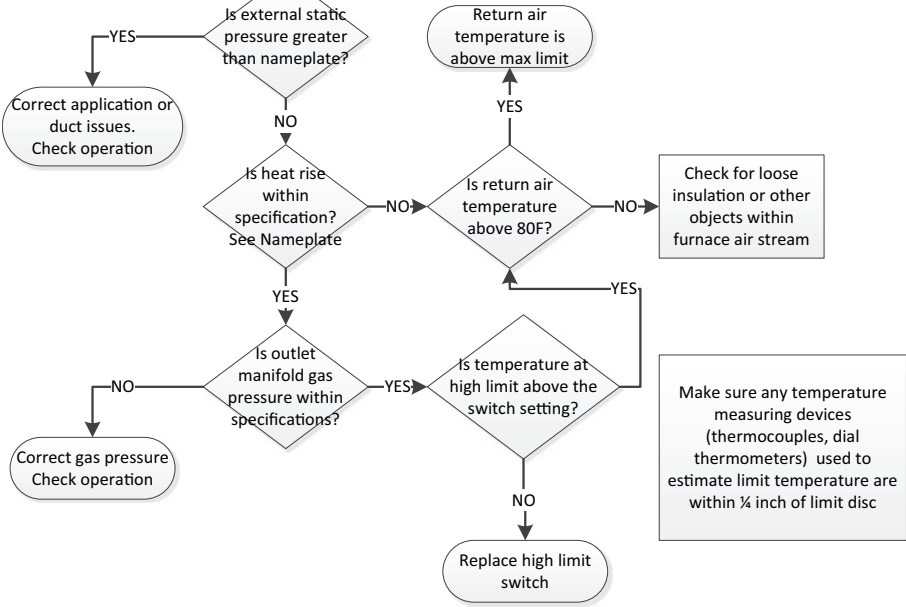 Is external static
pressure greater
than nameplate?
YES
Correct application or
duct issues.
Check operation
NO
Return air
temperature is
above max limit
YES
Is heat rise
within
specification?
See Nameplate
NO
Is return air
temperature
above 80F?
NO
Check for loose
insulation or other
objects within
furnace air stream
YES
YES
Is outlet
manifold gas
pressure within
specifications?
NO
Correct gas pressure
Check operation
YES
Is temperature at
high limit above the
switch setting?
NO
Replace high limit
switch
Make sure any temperature
measuring devices
(thermocouples, dial
thermometers) used to
estimate limit temperature are
within ¼ inch of limit disc